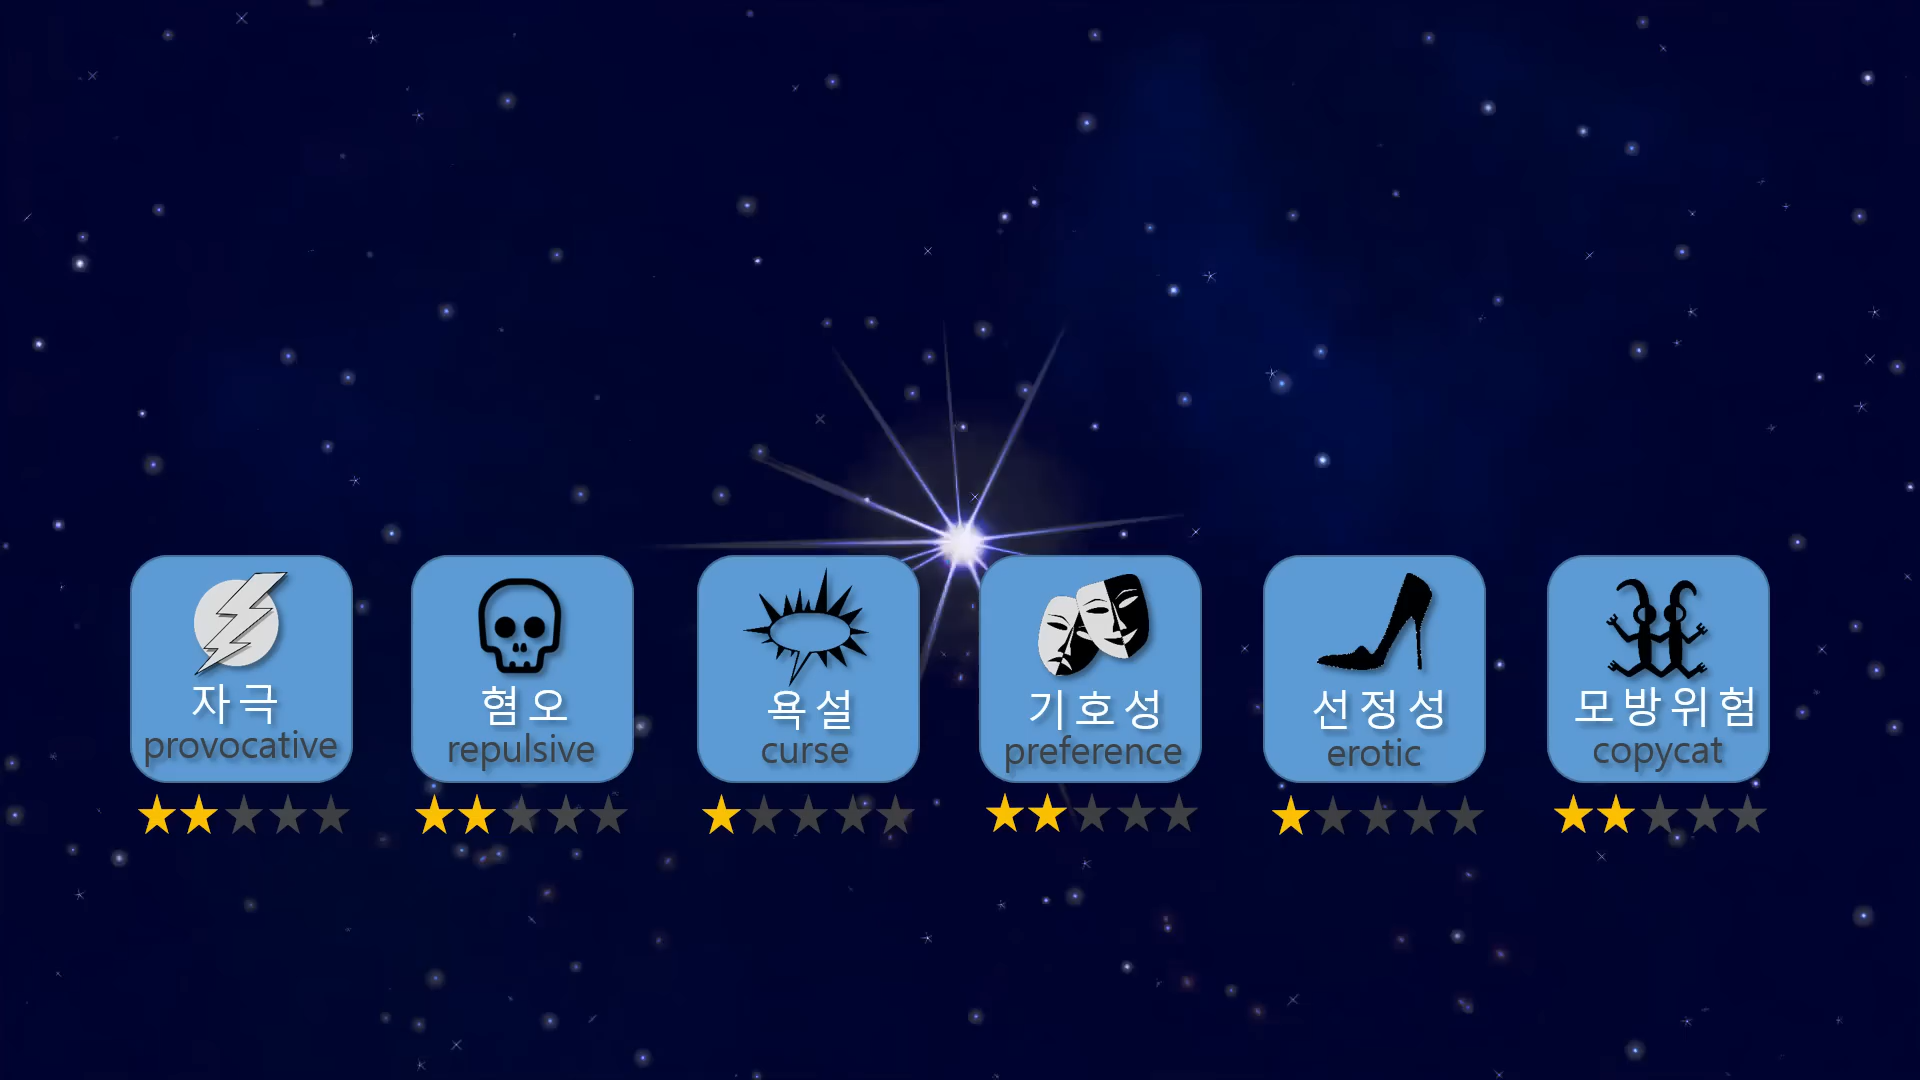 자극
provocative
혐오
repulsive
욕설
curse
기호성
preference
선정성
erotic
모방위험
copycat